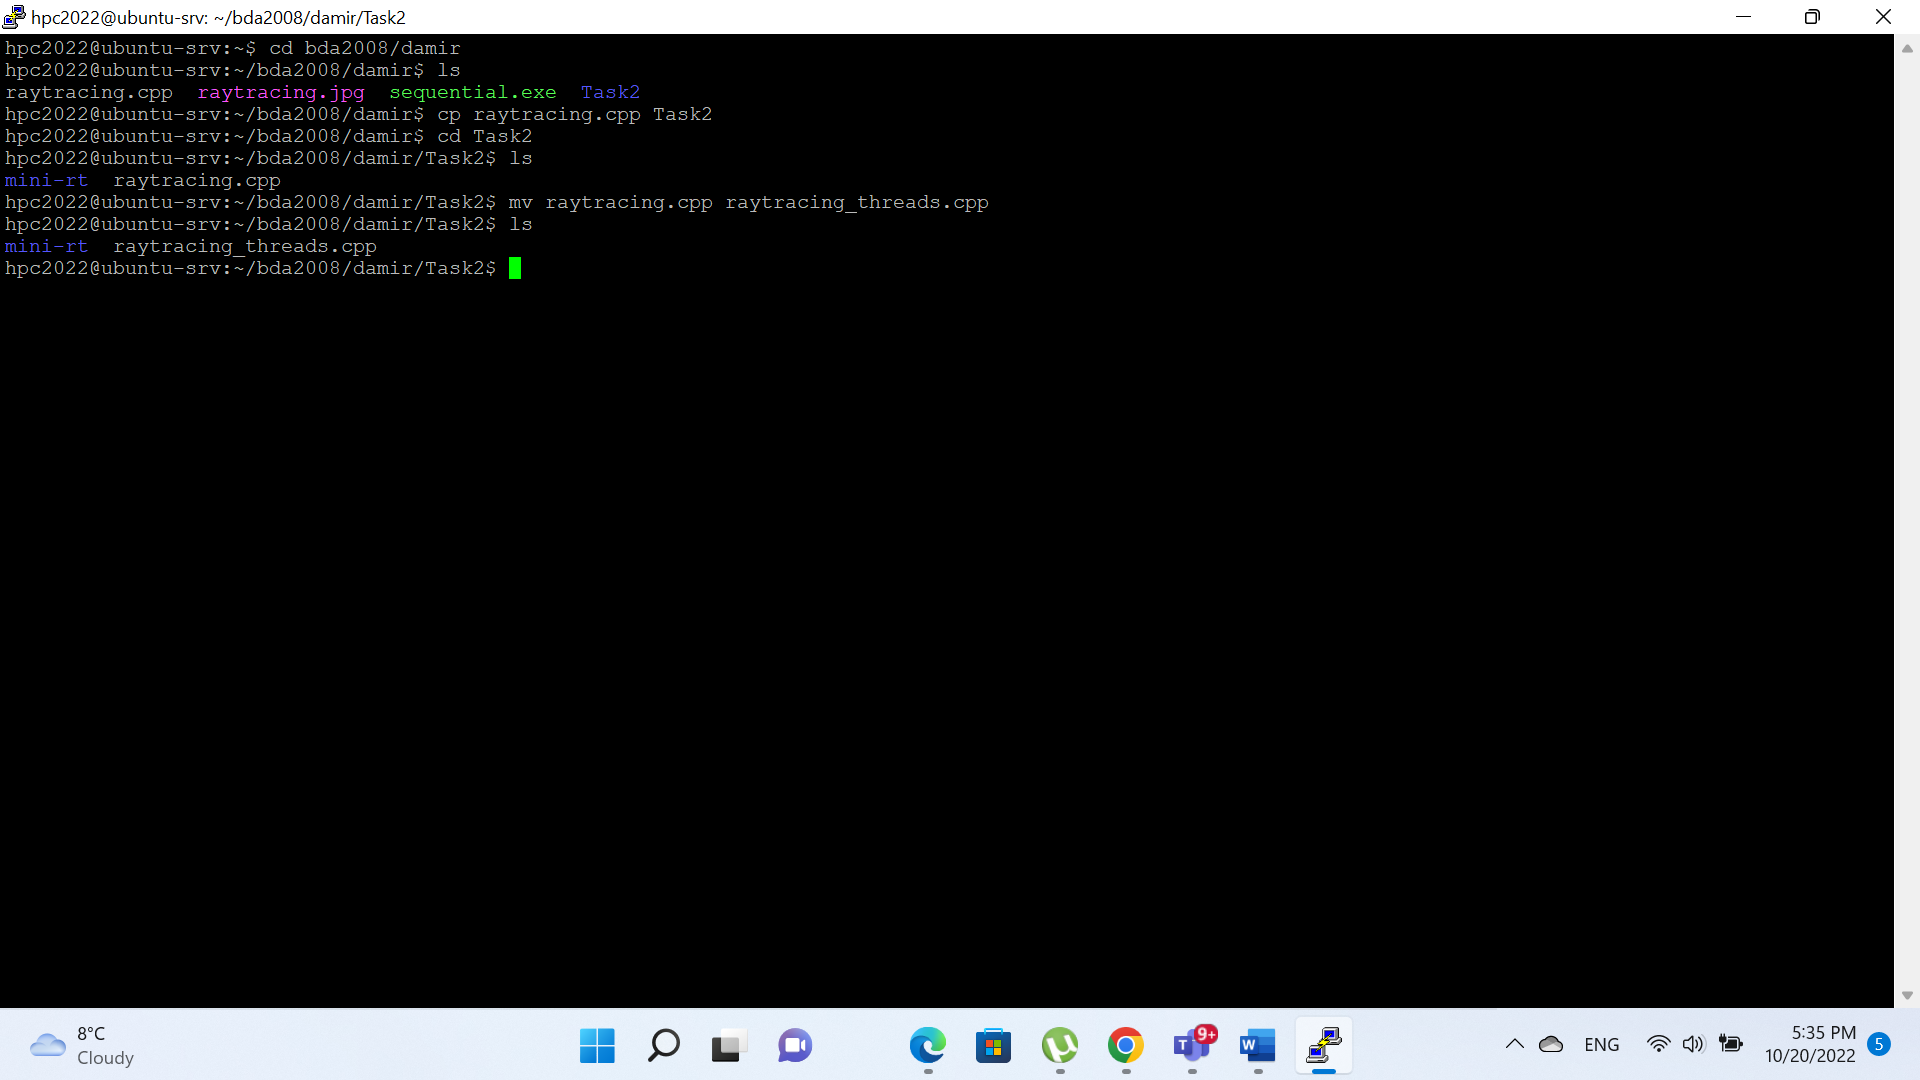 hpc2022@ubuntu-srv: ~/bda2008/damir/Task2
hpc2022@ubuntu-srv:~$ cd bda2008/damir
hpc2022@ubuntu-srv:~/bda2008/damir$ ls
raytracing.cpp  raytracing.jpg  sequential.exe  Task2
hpc2022@ubuntu-srv:~/bda2008/damir$ cp raytracing.cpp Task2
hpc2022@ubuntu-srv:~/bda2008/damir$ cd Task2
hpc2022@ubuntu-srv:~/bda2008/damir/Task2$ ls
mini-rt  raytracing.cpp
hpc2022@ubuntu-srv:~/bda2008/damir/Task2$ mv raytracing.cpp raytracing_threads.cpp
hpc2022@ubuntu-srv:~/bda2008/damir/Task2$ ls
mini-rt  raytracing_threads.cpp
hpc2022@ubuntu-srv:~/bda2008/damir/Task2$
8°C
Cloudy
T
9+
W
ENG
5:35 PM
10/20/2022
5